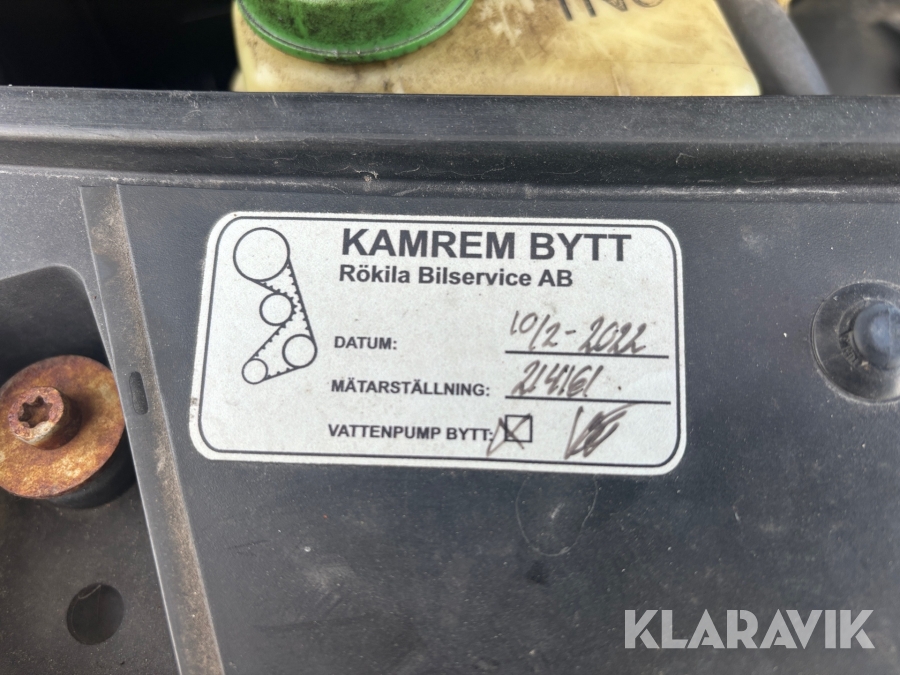 KAMREM BYTT
Rökila Bilservice AB
DATUM: 10/2-2022
MÄTARSTÄLLNING: 214161.
VATTENPUMP BYTT:
KLARAVIK